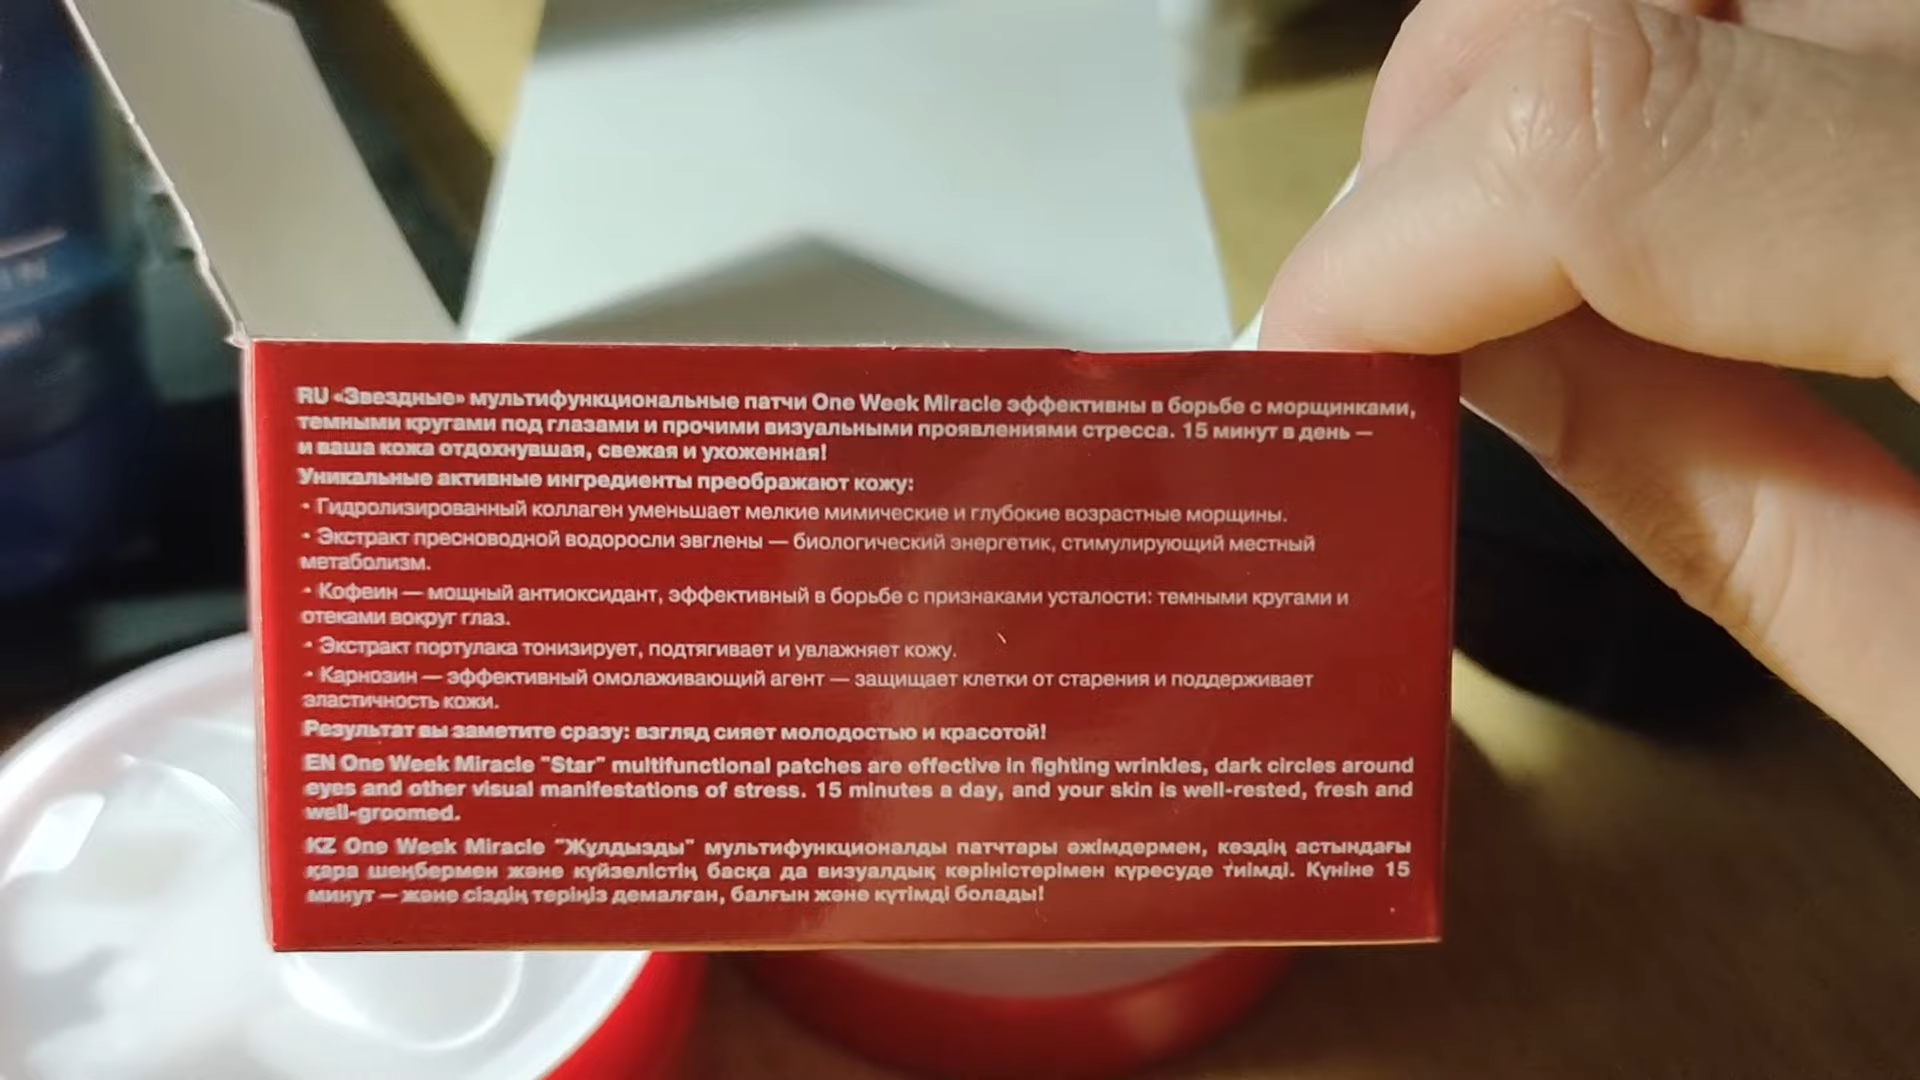 RU «Звездные» мультифункциональные патчи One Week Miracle эффективны в борьбе с морщинками,
темными кругами под глазами и прочими визуальными проявлениями стресса. 15 минут в день —
и ваша кожа отдохнувшая, свежая и ухоженная!
Уникальные активные ингредиенты преображают кожу:
• Гидролизированный коллаген уменьшает мелкие мимические и глубокие возрастные морщины.
• Экстракт пресноводной водоросли эвглены — биологический энергетик, стимулирующий местный
метаболизм.
• Кофеин — мощный антиоксидант, эффективный в борьбе с признаками усталости: темными кругами и
отеками вокруг глаз.
• Экстракт портулака тонизирует, подтягивает и увлажняет кожу.
• Карнозин — эффективный омолаживающий агент — защищает клетки от старения и поддерживает
эластичность кожи.
Результат вы заметите сразу: взгляд сияет молодостью и красотой!
EN One Week Miracle "Star" multifunctional patches are effective in fighting wrinkles, dark circles around
eyes and other visual manifestations of stress. 15 minutes a day, and your skin is well-rested, fresh and
well-groomed.
KZ One Week Miracle "Жұлдызды" мультифункционалды патчтары әжімдермен, көздің астындағы
қара шеңбермен және күйзелістің басқа да визуалдық көріністерімен күресуде тиімді. Күніне 15
минут — және сіздің теріңіз демалған, балғын және күтімді болады!